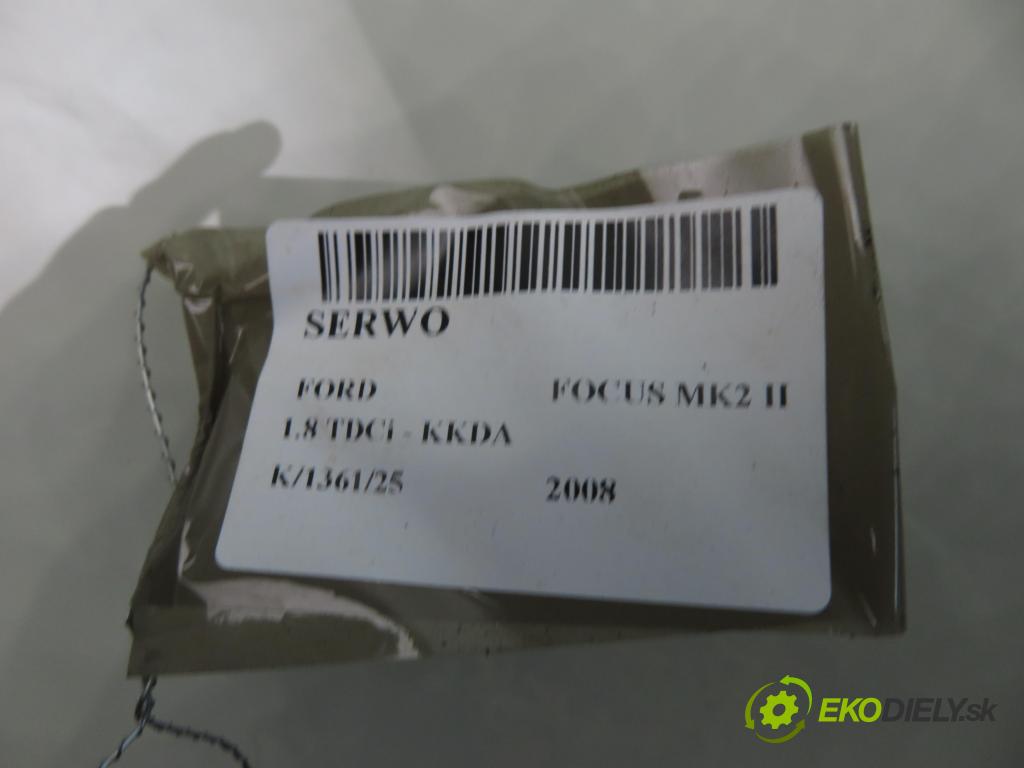 SERWO
FORD FOCUS MK2 II
1.8 TDCi - KKDA
K/1361/25 2008
EKODIELY.sk